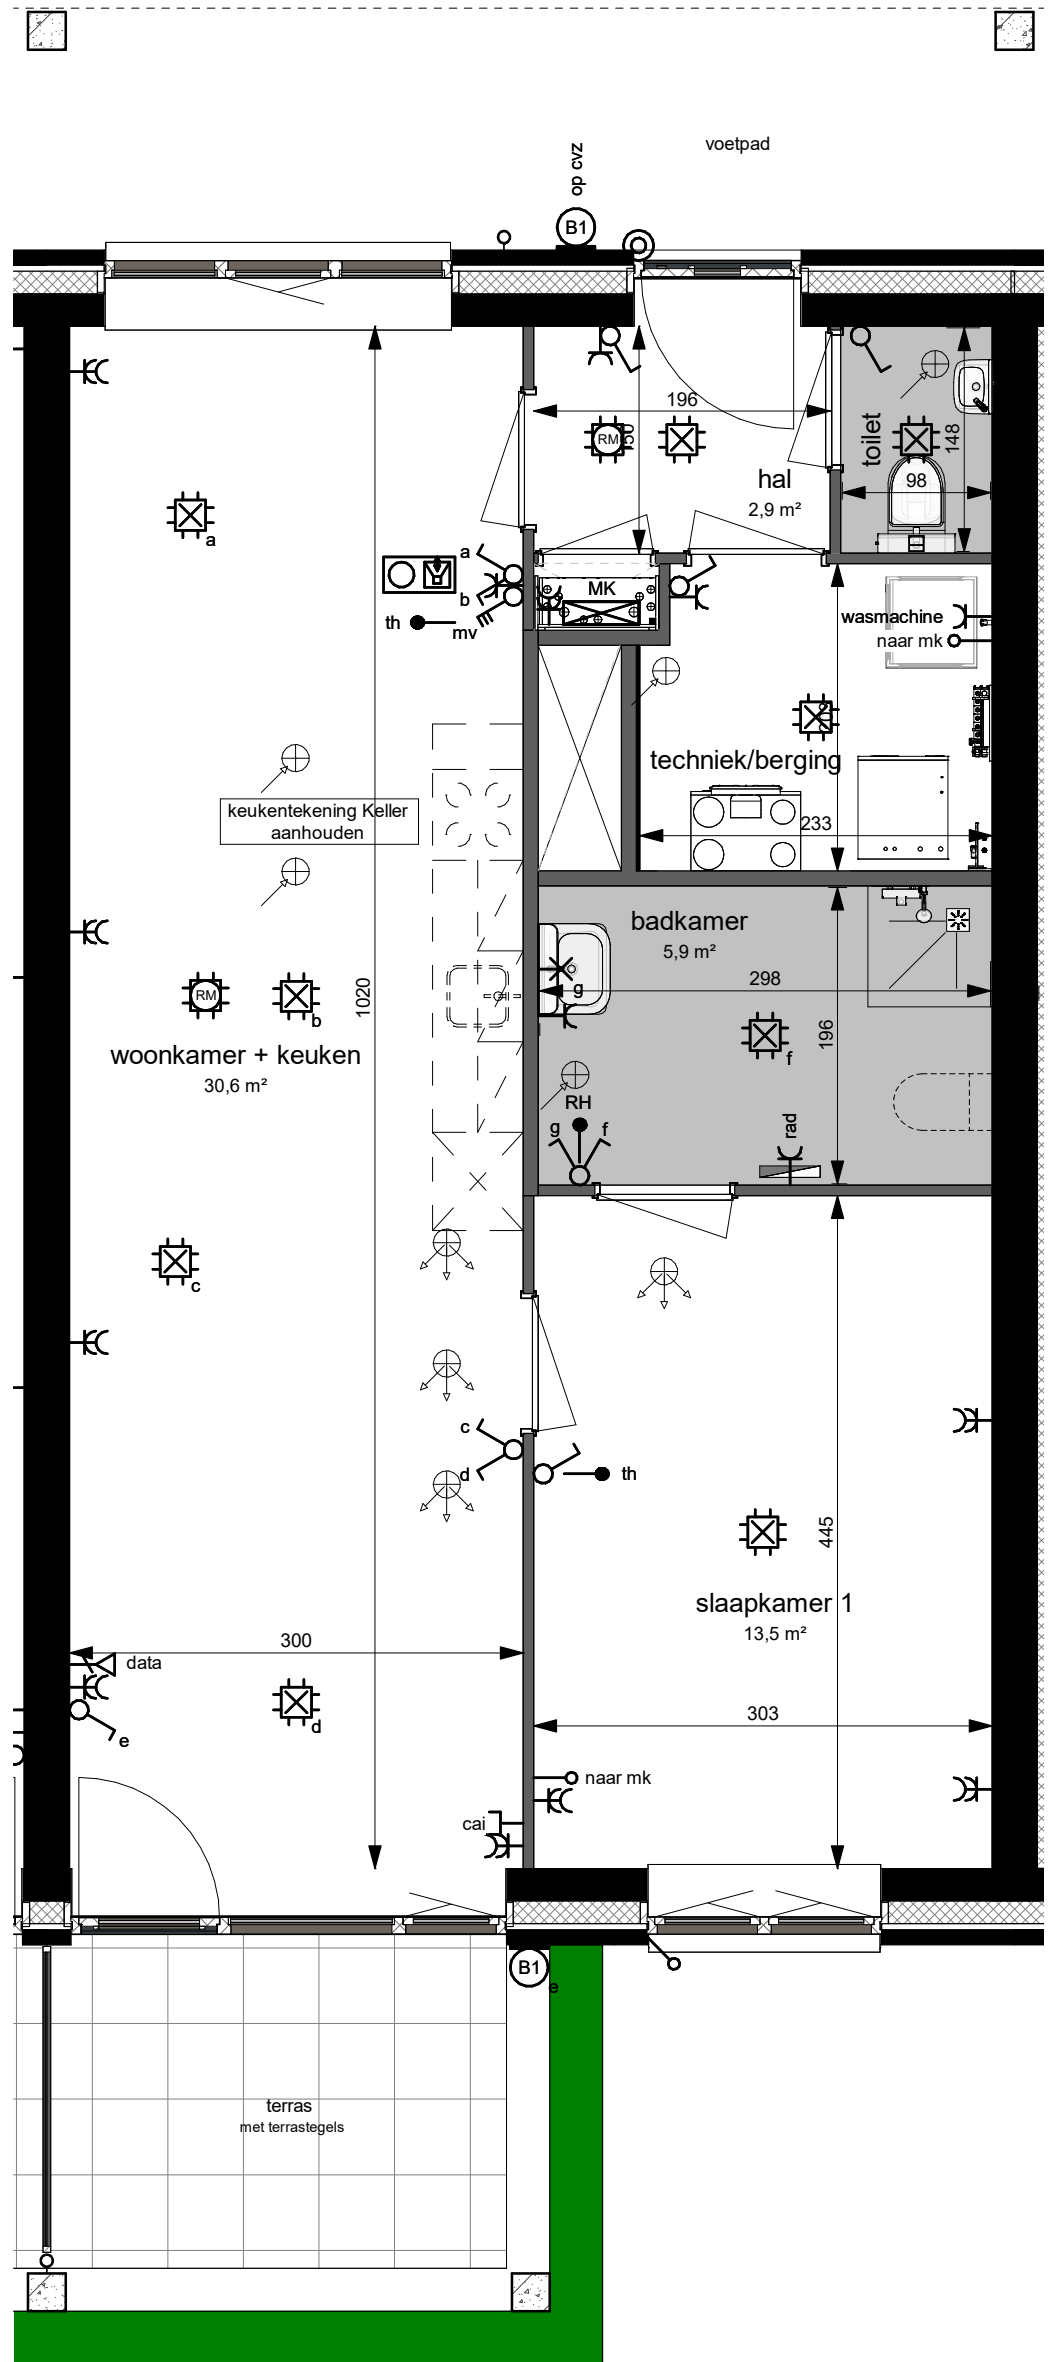 voetpad
op cvz
B1
196
RM
hal
2,9 m²
toilet
148
98
a
a
b
th
mv
MK
wasmachine
naar mk
techniek/berging
233
keukentekening Keller
aanhouden
badkamer
5,9 m²
298
g
196
f
RM
b
1020
woonkamer + keuken
30,6 m²
RH
g
f
rad
c
c
d
th
445
slaapkamer 1
13,5 m²
300
303
data
e
d
naar mk
cai
B1
e
terras
met terrastegels